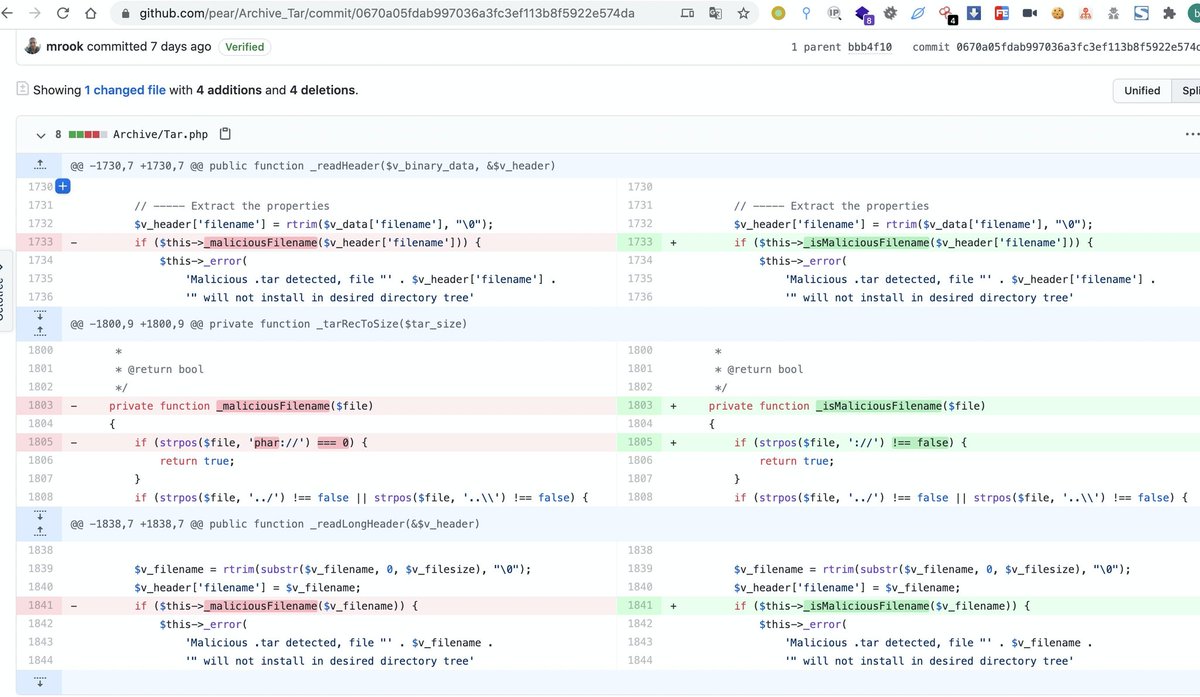 github.com/pear/Archive_Tar/commit/0670a05fdab997036a3fc3ef113b8f5922e574da
mrook committed 7 days ago Verified
1 parent bbb4f10 commit 0670a05fdab997036a3fc3ef113b8f5922e574c
Showing 1 changed file with 4 additions and 4 deletions.
Unified Spli
8 Archive/Tar.php
@@ -1730,7 +1730,7 @@ public function _readHeader($v_binary_data, &$v_header)
1730 1730
1731 // ----- Extract the properties 1731 // ----- Extract the properties
1732 $v_header['filename'] = rtrim($v_data['filename'], "\0"); 1732 $v_header['filename'] = rtrim($v_data['filename'], "\0");
1733 - if ($this->_maliciousFilename($v_header['filename'])) { 1733 + if ($this->_isMaliciousFilename($v_header['filename'])) {
1734 $this->_error( 1734 $this->_error(
1735 'Malicious .tar detected, file "' . $v_header['filename'] . 1735 'Malicious .tar detected, file "' . $v_header['filename'] .
1736 '" will not install in desired directory tree' 1736 '" will not install in desired directory tree'
@@ -1800,9 +1800,9 @@ private function _tarRecToSize($tar_size)
1800 * 1800 *
1801 * @return bool 1801 * @return bool
1802 */ 1802 */
1803 - private function _maliciousFilename($file) 1803 + private function _isMaliciousFilename($file)
1804 { 1804 {
1805 - if (strpos($file, 'phar://') === 0) { 1805 + if (strpos($file, '://') !== false) {
1806 return true; 1806 return true;
1807 } 1807 }
1808 if (strpos($file, '../') !== false || strpos($file, '..\\') !== false) { 1808 if (strpos($file, '../') !== false || strpos($file, '..\\') !== false) {
@@ -1838,7 +1838,7 @@ public function _readLongHeader(&$v_header)
1838 1838
1839 $v_filename = rtrim(substr($v_filename, 0, $v_filesize), "\0"); 1839 $v_filename = rtrim(substr($v_filename, 0, $v_filesize), "\0");
1840 $v_header['filename'] = $v_filename; 1840 $v_header['filename'] = $v_filename;
1841 - if ($this->_maliciousFilename($v_filename)) { 1841 + if ($this->_isMaliciousFilename($v_filename)) {
1842 $this->_error( 1842 $this->_error(
1843 'Malicious .tar detected, file "' . $v_filename . 1843 'Malicious .tar detected, file "' . $v_filename .
1844 '" will not install in desired directory tree' 1844 '" will not install in desired directory tree'